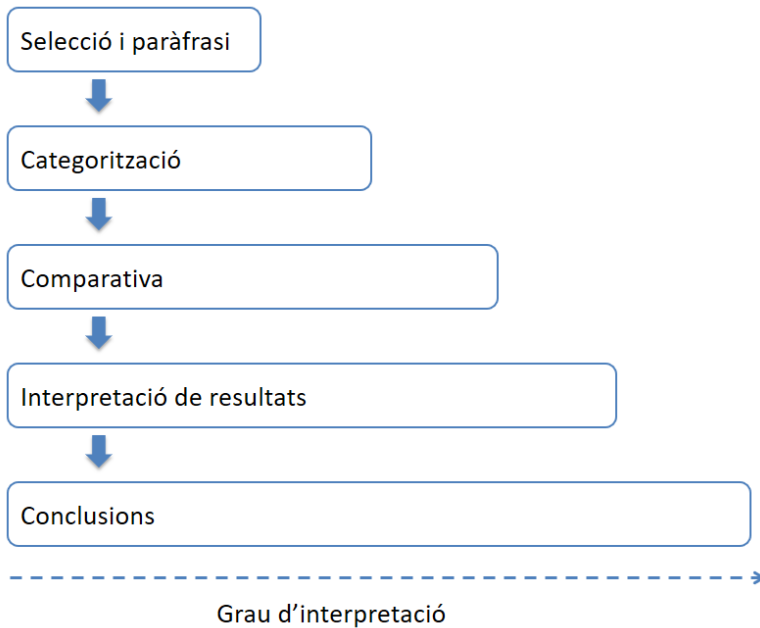 Selecció i paràfrasi
Categorització
Comparativa
Interpretació de resultats
Conclusions
Grau d’interpretació